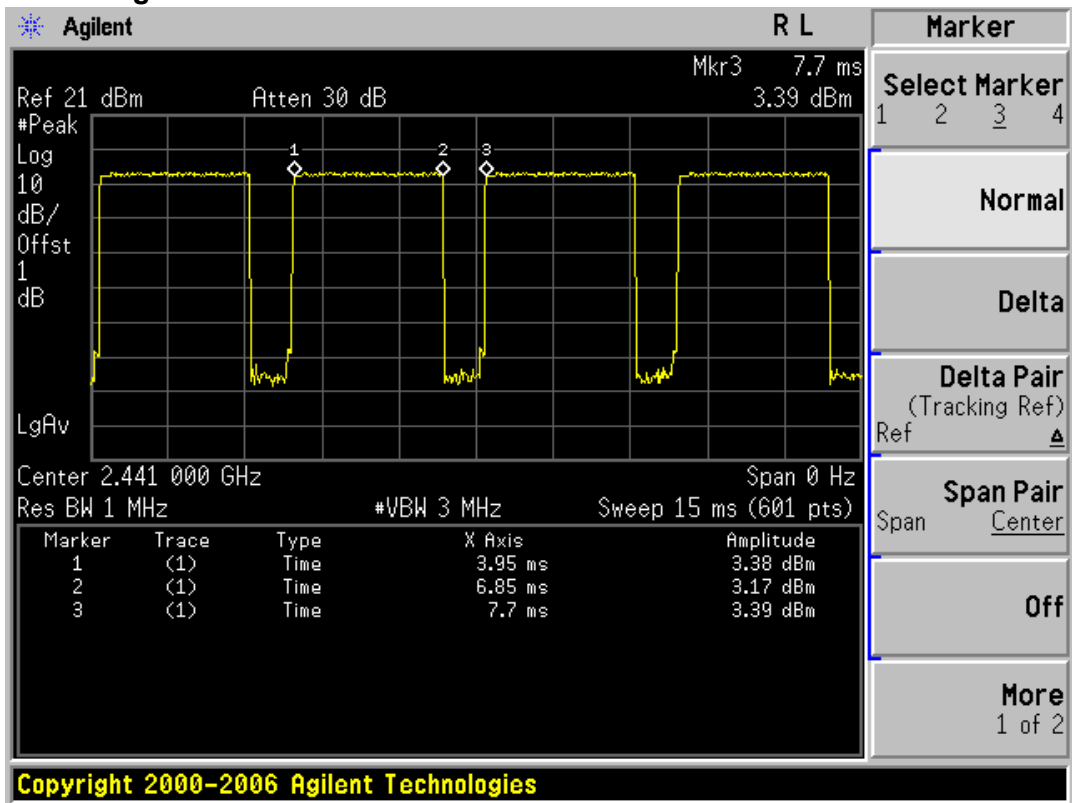 Agilent R L Marker
Mkr3 7.7 ms
Ref 21 dBm Atten 30 dB 3.39 dBm
#Peak
Log
10
dB/
Offst
1
dB
LgAv
1 2 3
Center 2.441 000 GHz Span 0 Hz
Res BW 1 MHz #VBW 3 MHz Sweep 15 ms (601 pts)
Marker Trace Type X Axis Amplitude
1 (1) Time 3.95 ms 3.38 dBm
2 (1) Time 6.85 ms 3.17 dBm
3 (1) Time 7.7 ms 3.39 dBm
Select Marker
1 2 3 4
Normal
Delta
Delta Pair
(Tracking Ref)
Ref Δ
Span Pair
Span Center
Off
More
1 of 2
Copyright 2000-2006 Agilent Technologies